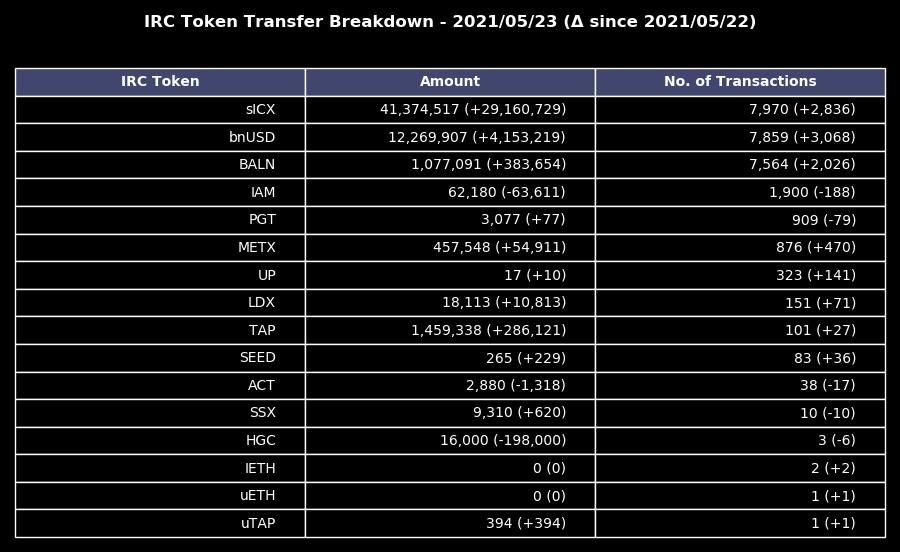 IRC Token Transfer Breakdown - 2021/05/23 (Δ since 2021/05/22)
IRC Token Amount No. of Transactions
sICX 41,374,517 (+29,160,729) 7,970 (+2,836)
bnUSD 12,269,907 (+4,153,219) 7,859 (+3,068)
BALN 1,077,091 (+383,654) 7,564 (+2,026)
IAM 62,180 (-63,611) 1,900 (-188)
PGT 3,077 (+77) 909 (-79)
METX 457,548 (+54,911) 876 (+470)
UP 17 (+10) 323 (+141)
LDX 18,113 (+10,813) 151 (+71)
TAP 1,459,338 (+286,121) 101 (+27)
SEED 265 (+229) 83 (+36)
ACT 2,880 (-1,318) 38 (-17)
SSX 9,310 (+620) 10 (-10)
HGC 16,000 (-198,000) 3 (-6)
IETH 0 (0) 2 (+2)
uETH 0 (0) 1 (+1)
uTAP 394 (+394) 1 (+1)